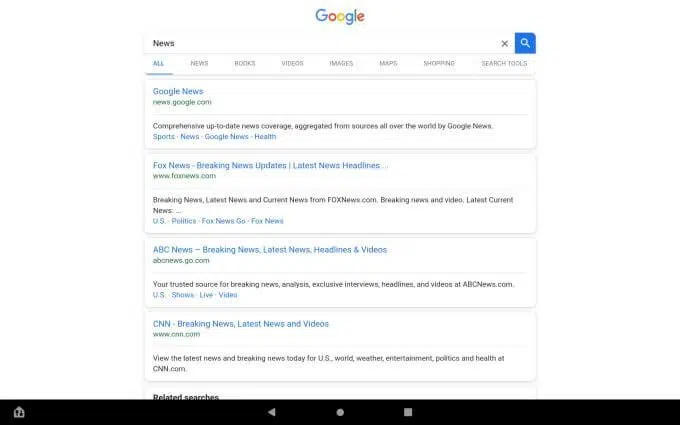 Google
News
ALL NEWS BOOKS VIDEOS IMAGES MAPS SHOPPING SEARCH TOOLS
Google News
news.google.com
Comprehensive up-to-date news coverage, aggregated from sources all over the world by Google News.
Sports · News · Google News · Health
Fox News - Breaking News Updates | Latest News Headlines ...
www.foxnews.com
Breaking News, Latest News and Current News from FOXNews.com. Breaking news and video. Latest Current
News: ...
U.S. · Politics · Fox News Go · Fox News
ABC News – Breaking News, Latest News, Headlines & Videos
abcnews.go.com
Your trusted source for breaking news, analysis, exclusive interviews, headlines, and videos at ABCNews.com.
U.S. · Shows · Live · Video
CNN - Breaking News, Latest News and Videos
www.cnn.com
View the latest news and breaking news today for U.S., world, weather, entertainment, politics and health at
CNN.com.
Related searches